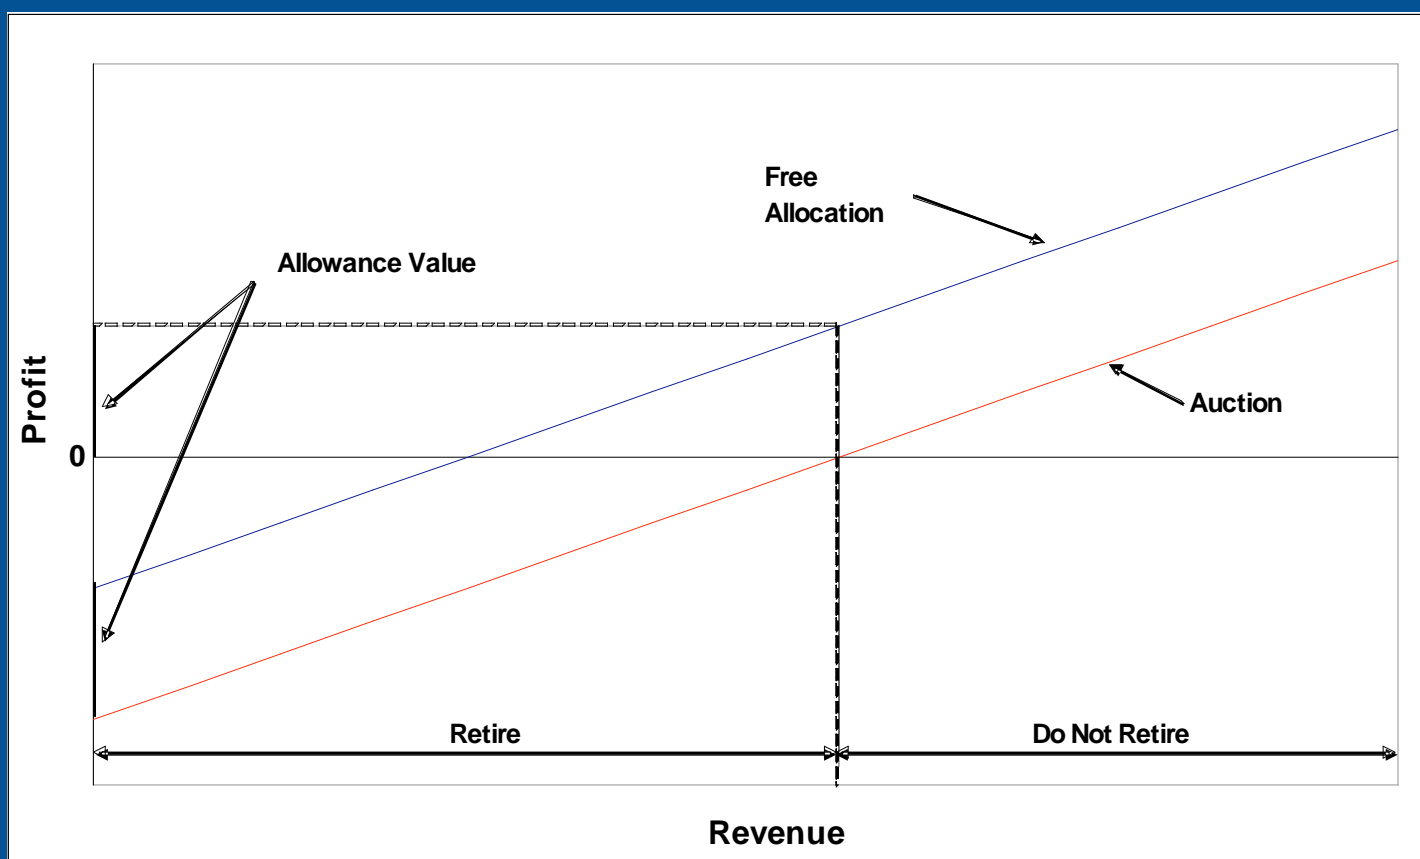 Free
Allocation
Allowance Value
Profit
0
Auction
Retire
Do Not Retire
Revenue